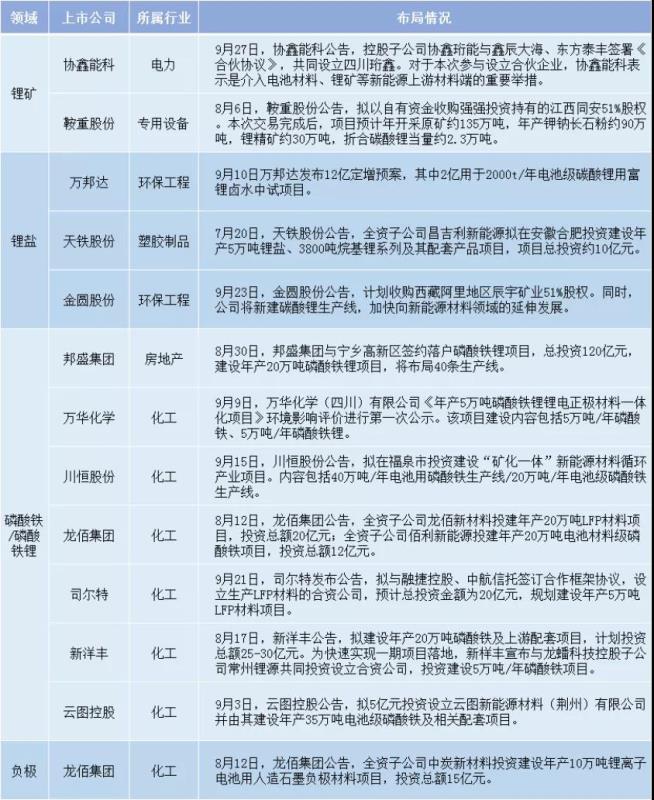 领域 上市公司 所属行业 布局情况
锂矿
协鑫能科 电力
9月27日，协鑫能科公告，控股子公司协鑫珩能与鑫辰大海、东方泰丰签署《
合伙协议》，共同设立四川珩鑫。对于本次参与设立合伙企业，协鑫能科表
示是介入电池材料、锂矿等新能源上游材料端的重要举措。
鞍重股份 专用设备
8月6日，鞍重股份公告，拟以自有资金收购强强投资持有的江西同安51%股权
。本次交易完成后，项目预计年开采原矿约135万吨，年产钾钠长石粉约90万
吨，锂精矿约30万吨，折合碳酸锂当量约2.3万吨。
锂盐
万邦达 环保工程
9月10日万邦达发布12亿定增预案，其中2亿用于2000t/年电池级碳酸锂用富
锂卤水中试项目。
天铁股份 塑胶制品
7月20日，天铁股份公告，全资子公司昌吉利新能源拟在安徽合肥投资建设年
产5万吨锂盐、3800吨烷基锂系列及其配套产品项目，项目总投资约10亿元。
金圆股份 环保工程
9月23日，金圆股份公告，计划收购西藏阿里地区辰宇矿业51%股权。同时，
公司将新建碳酸锂生产线，加快向新能源材料领域的延伸发展。
磷酸铁
/磷酸
铁锂
邦盛集团 房地产
8月30日，邦盛集团与宁乡高新区签约落户磷酸铁锂项目，总投资120亿元，
建设年产20万吨磷酸铁锂项目，将布局40条生产线。
万华化学 化工
9月9日，万华化学（四川）有限公司《年产5万吨磷酸铁锂锂电正极材料一体
化项目》环境影响评价进行第一次公示。该项目建设内容包括5万吨/年磷酸
铁、5万吨/年磷酸铁锂。
川恒股份 化工
9月15日，川恒股份公告，拟在福泉市投资建设“矿化一体”新能源材料循环
产业项目。内容包括40万吨/年电池用磷酸铁生产线/20万吨/年电池级磷酸铁
生产线。
龙佰集团 化工
8月12日，龙佰集团公告，全资子公司龙佰新材料投建年产20万吨LFP材料项
目，投资总额20亿元；全资子公司佰利新能源投建年产20万吨电池材料级磷
酸铁项目，投资总额12亿元。
司尔特 化工
9月21日，司尔特发布公告，拟与融捷控股、中航信托签订合作框架协议，设
立生产LFP材料的合资公司，预计总投资金额为20亿元，规划建设年产5万吨
LFP材料项目。
新洋丰 化工
8月17日，新洋丰公告，拟建设年产20万吨磷酸铁及上游配套项目，计划投资
总额25-30亿元。为快速实现一期项目落地，新样丰宣布与龙蟠科技控股子公
司常州锂源共同投资设立合资公司，投资建设5万吨/年磷酸铁项目。
云图控股 化工
9月3日，云图控股公告，拟5亿元投资设立云图新能源材料（荆州）有限公司
并由其建设年产35万吨电池级磷酸铁及相关配套项目。
负极
龙佰集团 化工
8月12日，龙佰集团公告，全资子公司中炭新材料投资建设年产10万吨锂离子
电池用人造石墨负极材料项目，投资总额15亿元。